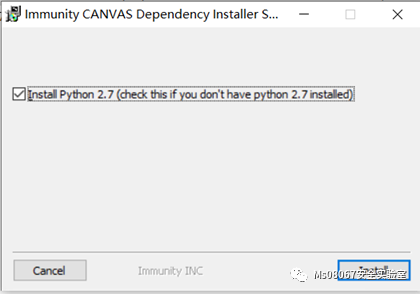 Immunity CANVAS Dependency Installer S...
Install Python 2.7 (check this if you don't have python 2.7 installed)
Cancel
Immunity INC
Install
Ms08067安全实验室